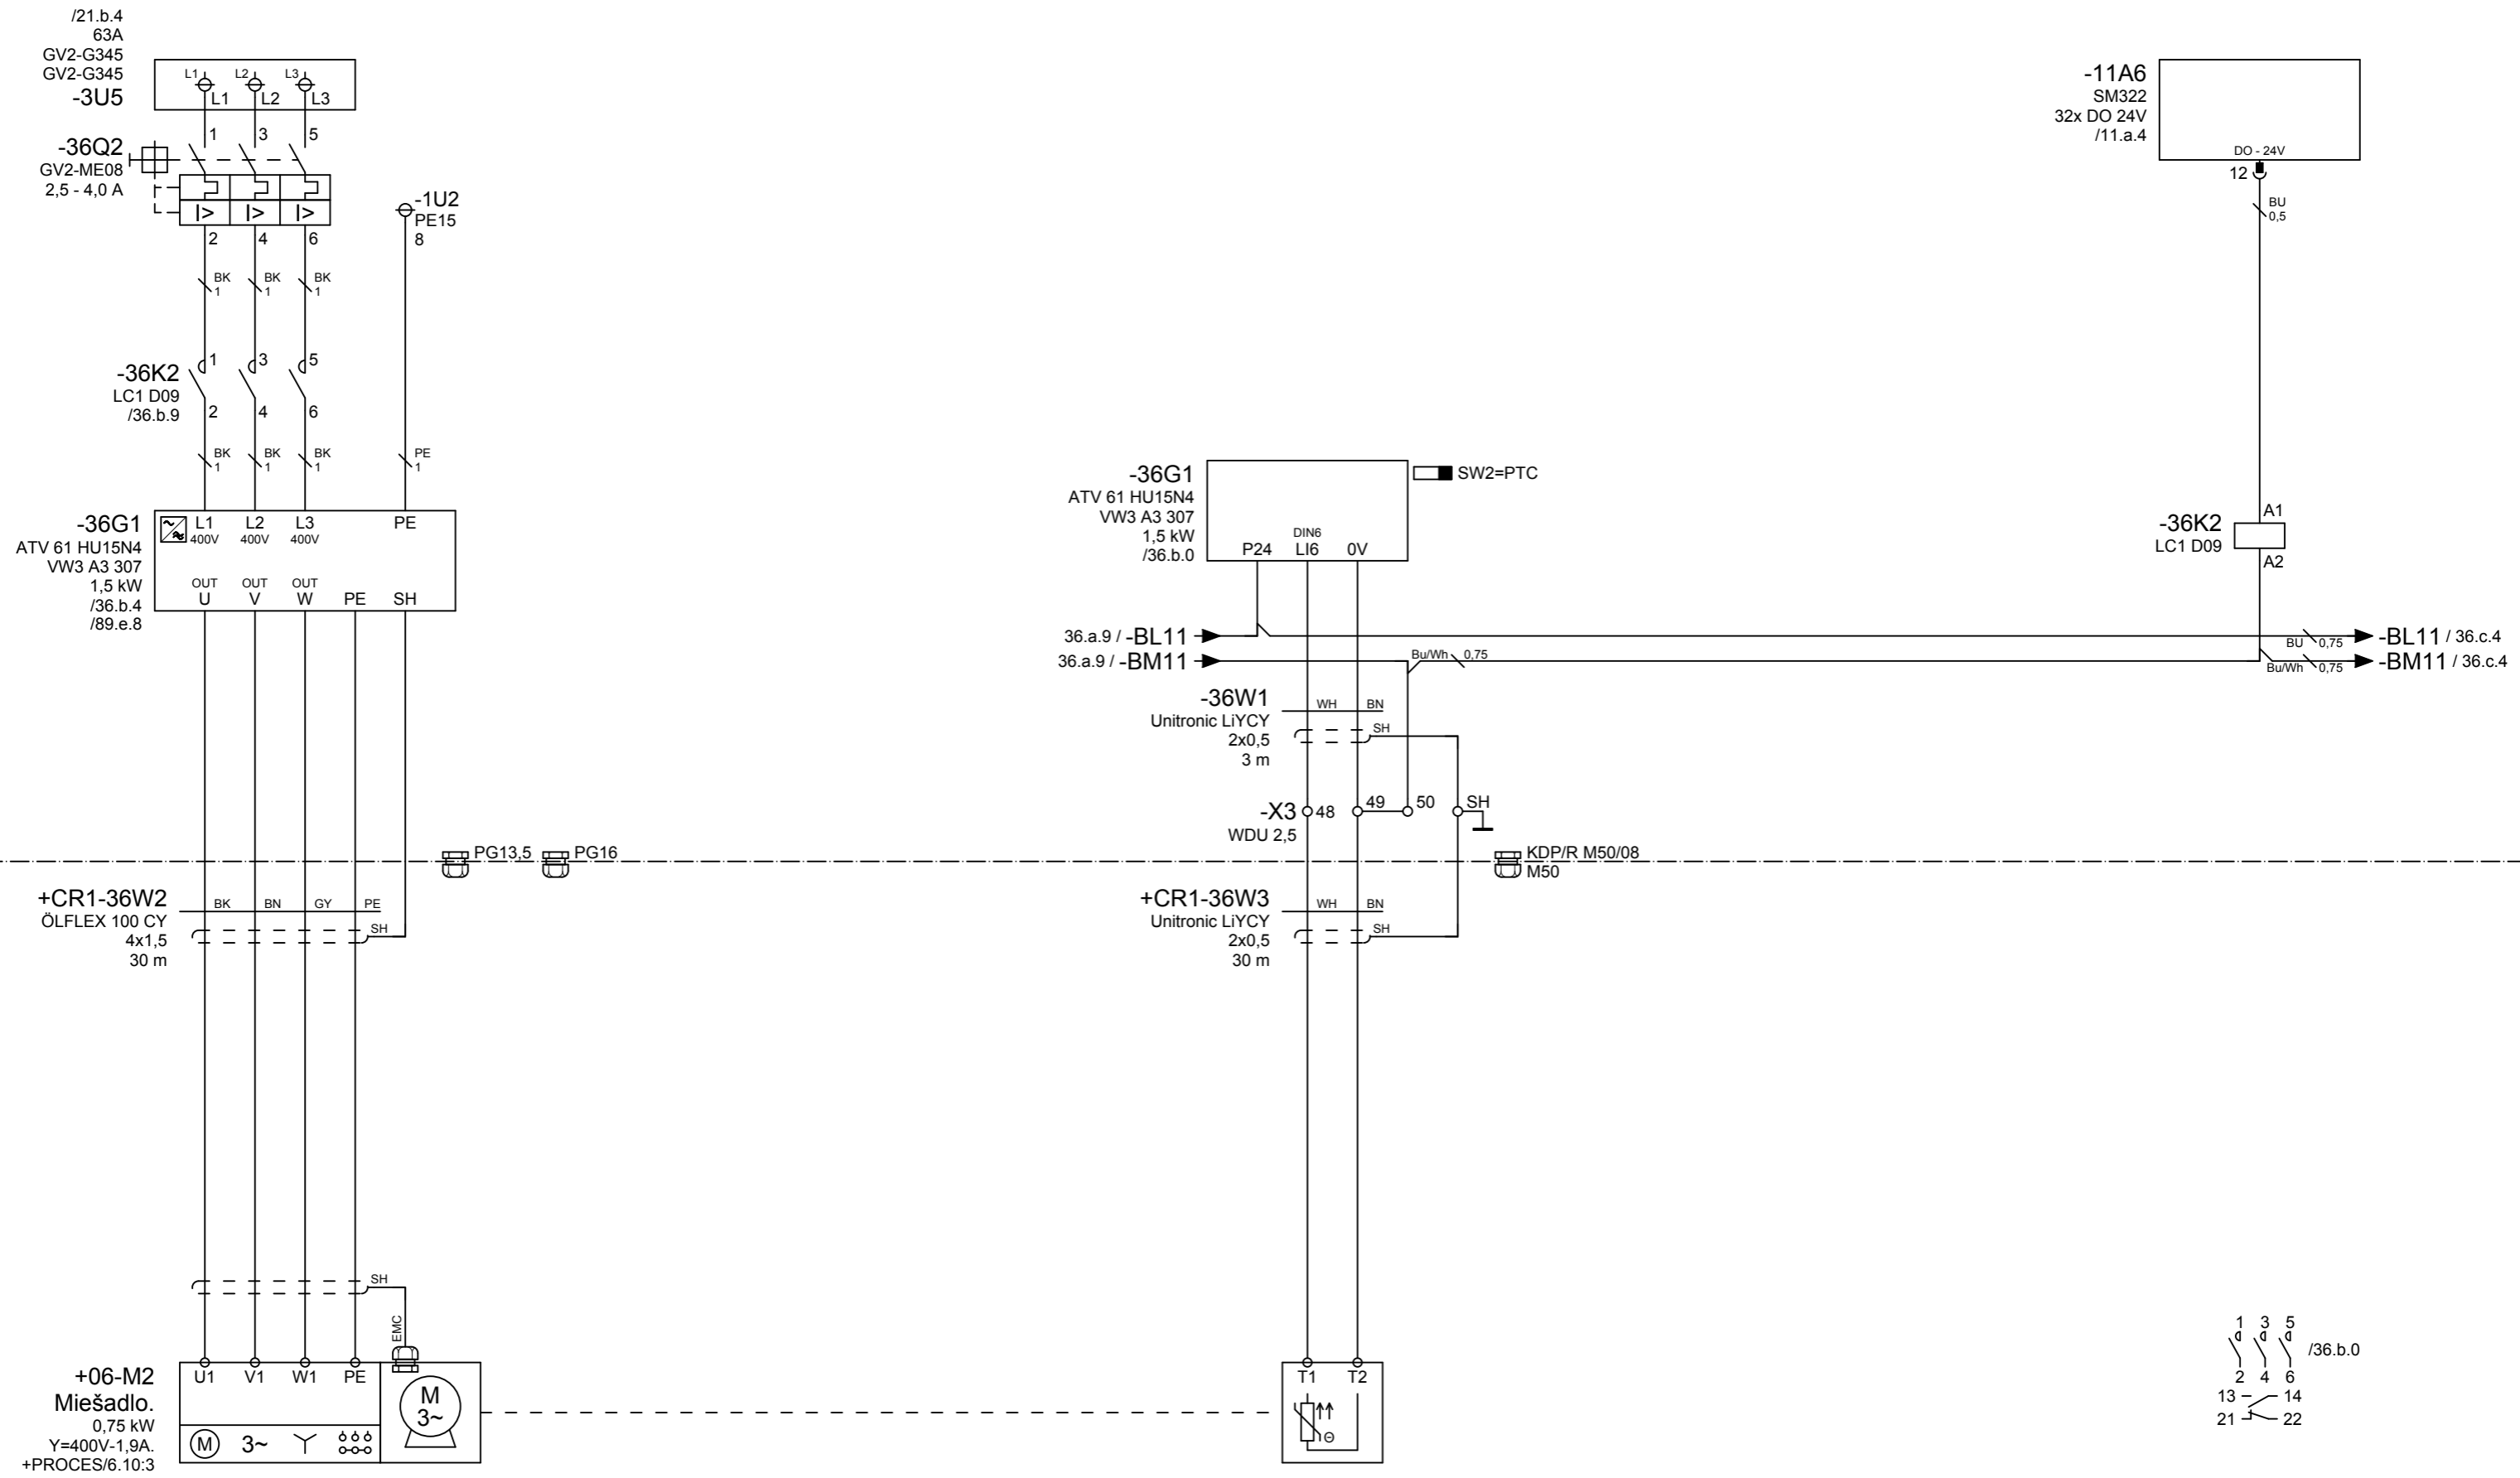 /21.b.4
63A
GV2-G345
GV2-G345
-3U5
L1 L2 L3
L1 L2 L3
-36Q2
GV2-ME08
2,5 - 4,0 A
1 3 5
I> I> I>
2 4 6
-1U2
PE15
8
BK BK BK
1 1 1
-36K2
LC1 D09
/36.b.9
1 3 5
2 4 6
BK BK BK PE
1 1 1 1
-36G1
ATV 61 HU15N4
VW3 A3 307
1,5 kW
/36.b.4
/89.e.8
L1 L2 L3 PE
400V 400V 400V
OUT OUT OUT
U V W PE SH
PG13,5 PG16
+CR1-36W2
ÖLFLEX 100 CY
4x1,5
30 m
BK BN GY PE
SH
SH
EMC
+06-M2
Miešadlo.
0,75 kW
Y=400V-1,9A.
+PROCES/6.10:3
U1 V1 W1 PE
M 3~
M
3~
-36G1
ATV 61 HU15N4
VW3 A3 307
1,5 kW
/36.b.0
SW2=PTC
DIN6
P24 LI6 0V
36.a.9 / -BL11
36.a.9 / -BM11
Bu/Wh 0,75
-36W1
Unitronic LiYCY
2x0,5
3 m
WH BN
SH
-X3
WDU 2,5
48 49 50 SH
KDP/R M50/08
M50
+CR1-36W3
Unitronic LiYCY
2x0,5
30 m
WH BN
SH
T1 T2
Θ
-11A6
SM322
32x DO 24V
/11.a.4
DO - 24V
12
BU
0,5
-36K2
LC1 D09
A1
A2
BU 0,75
-BL11 / 36.c.4
Bu/Wh 0,75
-BM11 / 36.c.4
1 3 5
/36.b.0
2 4 6
13 14
21 22